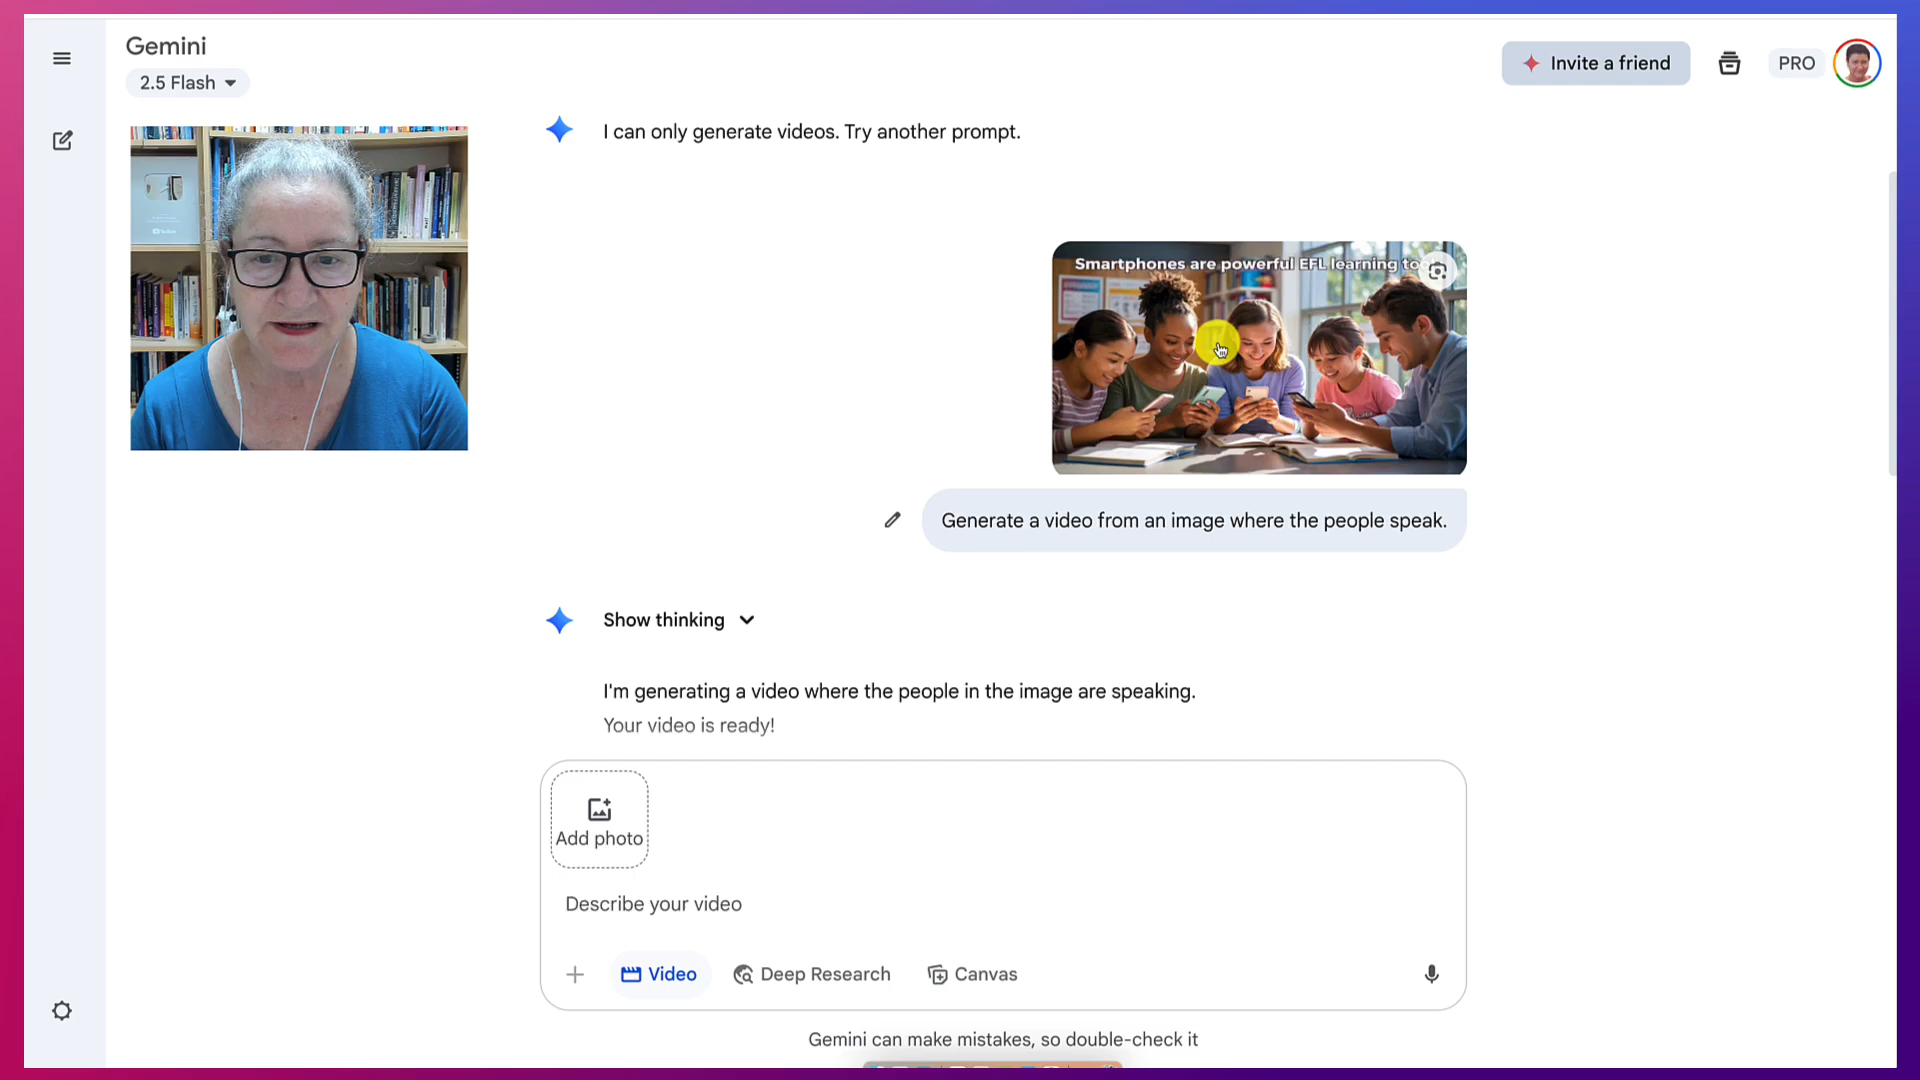 Gemini
2.5 Flash
Invite a friend
PRO
I can only generate videos. Try another prompt.
Smartphones are powerful EFL learning
Generate a video from an image where the people speak.
Show thinking
I'm generating a video where the people in the image are speaking.
Your video is ready!
Add photo
Describe your video
Video
Deep Research
Canvas
Gemini can make mistakes, so double-check it